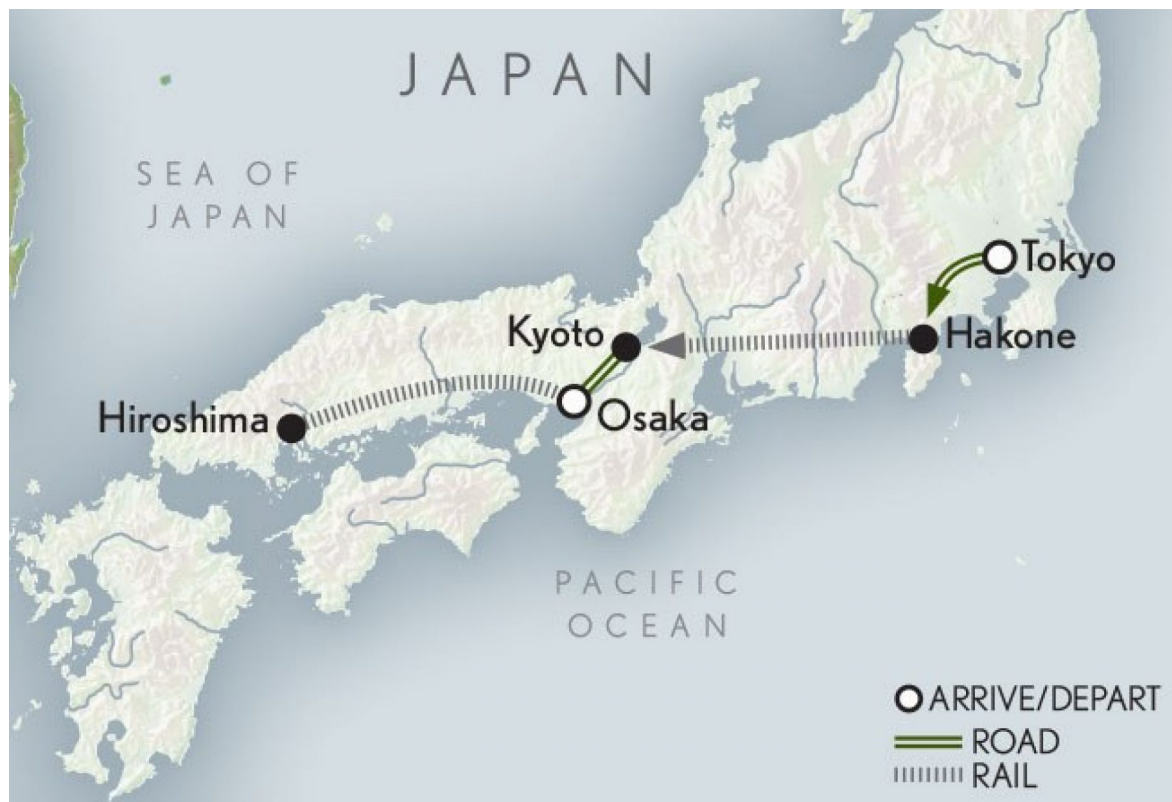 JAPAN
SEA OF
JAPAN
Tokyo
Kyoto
Hakone
Hiroshima
Osaka
PACIFIC
OCEAN
ARRIVE/DEPART
ROAD
RAIL